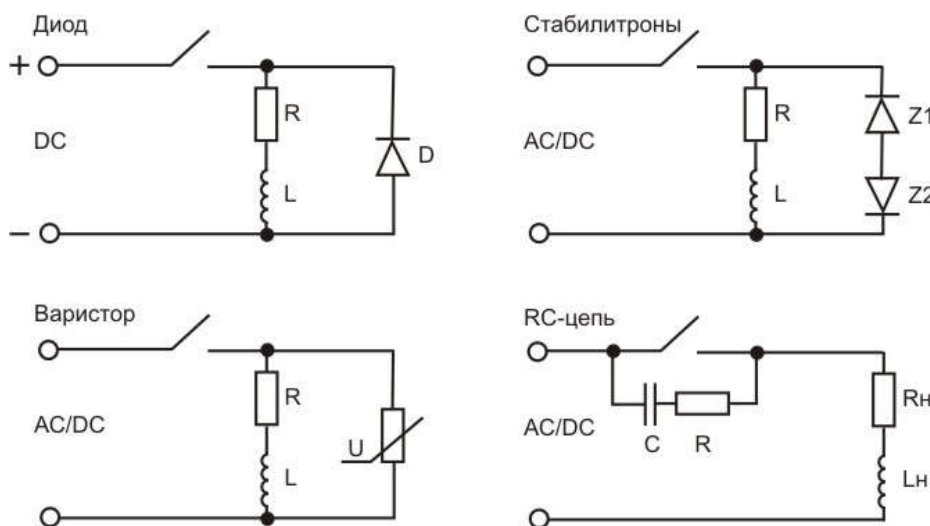 Диод
+
R
DC
D
L
−
Стабилитроны
R
Z1
AC/DC
Z2
L
Варистор
R
AC/DC
U
L
RC-цепь
Rн
AC/DC
C
R
Lн